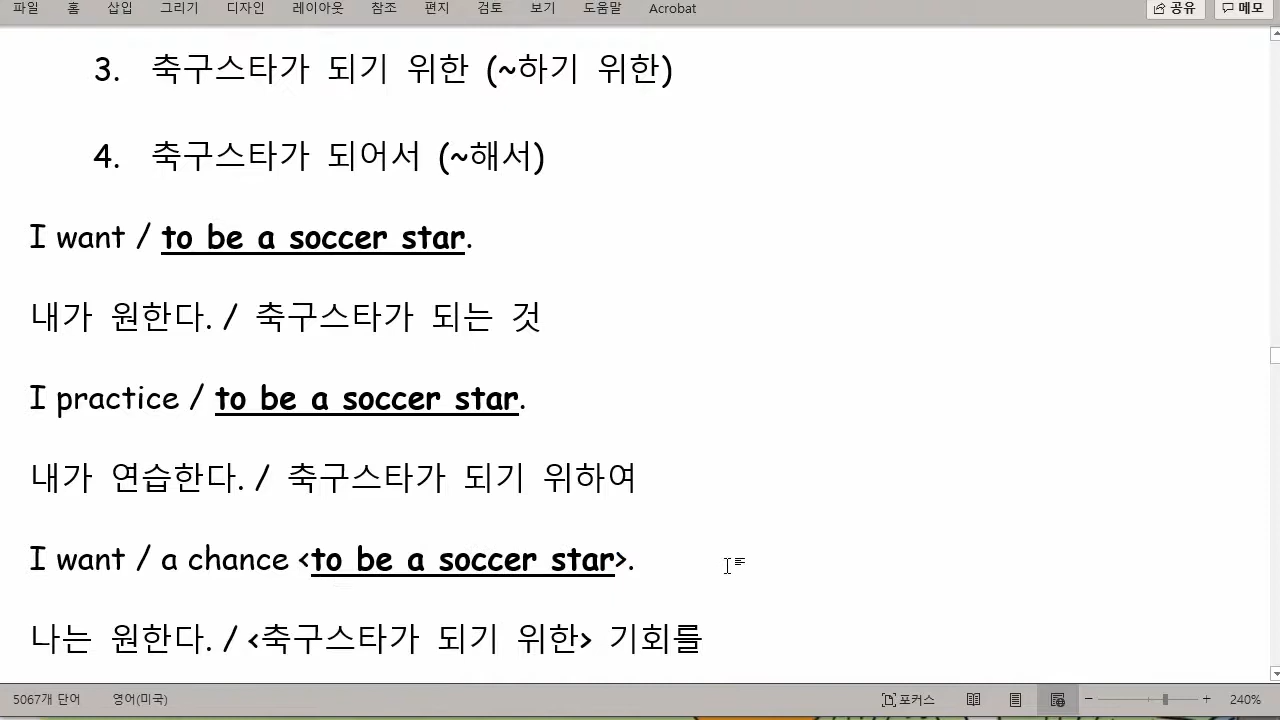 파일 홈 삽입 그리기 디자인 레이아웃 참조 편지 검토 보기 도움말 Acrobat 공유 메모
3. 축구스타가 되기 위한 (~하기 위한)
4. 축구스타가 되어서 (~해서)
I want / to be a soccer star.
내가 원한다. / 축구스타가 되는 것
I practice / to be a soccer star.
내가 연습한다. / 축구스타가 되기 위하여
I want / a chance <to be a soccer star>.
나는 원한다. / <축구스타가 되기 위한> 기회를
5067개 단어 영어(미국) 포커스 240%